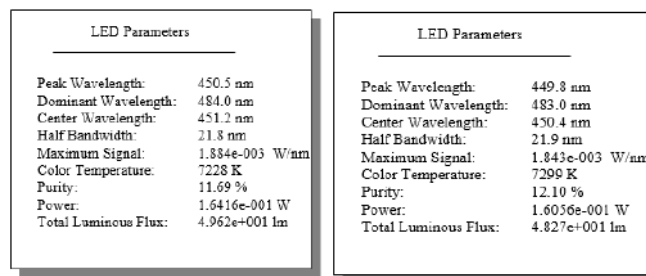 LED Parameters
Peak Wavelength: 450.5 nm
Dominant Wavelength: 484.0 nm
Center Wavelength: 451.2 nm
Half Bandwidth: 21.8 nm
Maximum Signal: 1.884e-003 W/nm
Color Temperature: 7228 K
Purity: 11.69 %
Power: 1.6416e-001 W
Total Luminous Flux: 4.962e+001 lm
LED Parameters
Peak Wavelength: 449.8 nm
Dominant Wavelength: 483.0 nm
Center Wavelength: 450.4 nm
Half Bandwidth: 21.9 nm
Maximum Signal: 1.843e-003 W/nm
Color Temperature: 7299 K
Purity: 12.10 %
Power: 1.6056e-001 W
Total Luminous Flux: 4.827e+001 lm